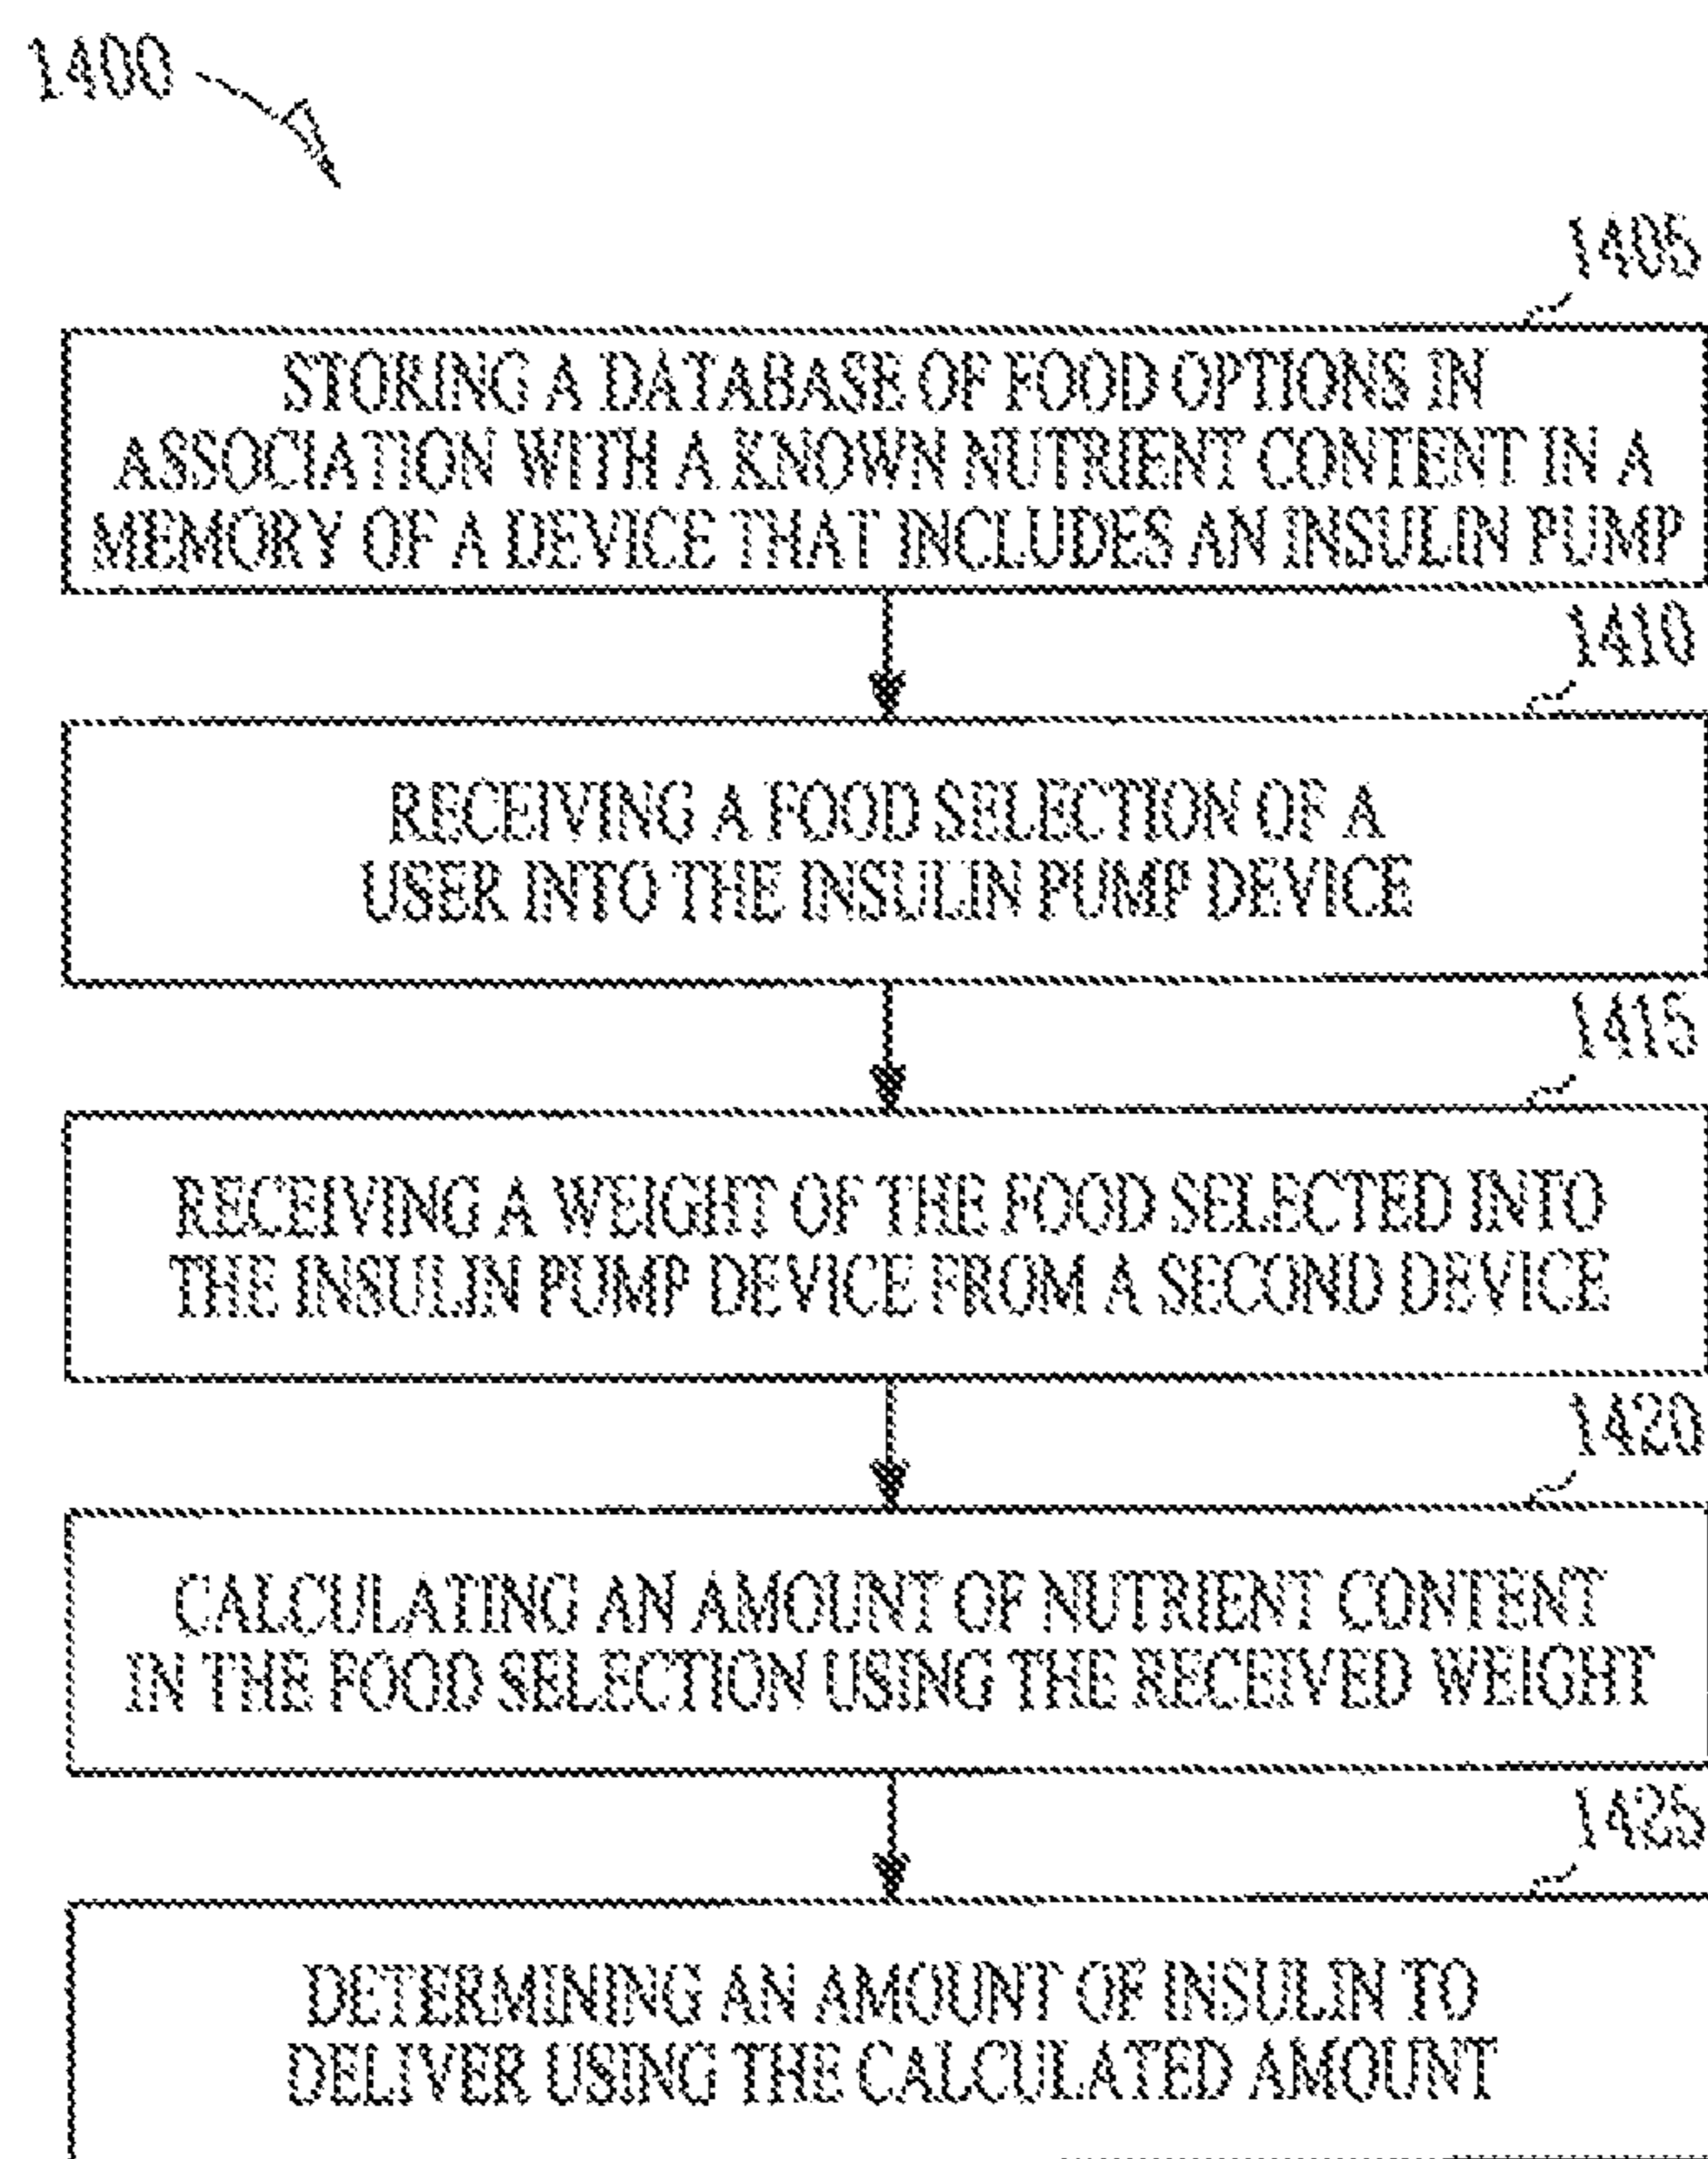 1400
1405
STORING A DATABASE OF FOOD OPTIONS IN
ASSOCIATION WITH A KNOWN NUTRIENT CONTENT IN A
MEMORY OF A DEVICE THAT INCLUDES AN INSULIN PUMP
1410
RECEIVING A FOOD SELECTION OF A
USER INTO THE INSULIN PUMP DEVICE
1415
RECEIVING A WEIGHT OF THE FOOD SELECTED INTO
THE INSULIN PUMP DEVICE FROM A SECOND DEVICE
1420
CALCULATING AN AMOUNT OF NUTRIENT CONTENT
IN THE FOOD SELECTION USING THE RECEIVED WEIGHT
1425
DETERMINING AN AMOUNT OF INSULIN TO
DELIVER USING THE CALCULATED AMOUNT